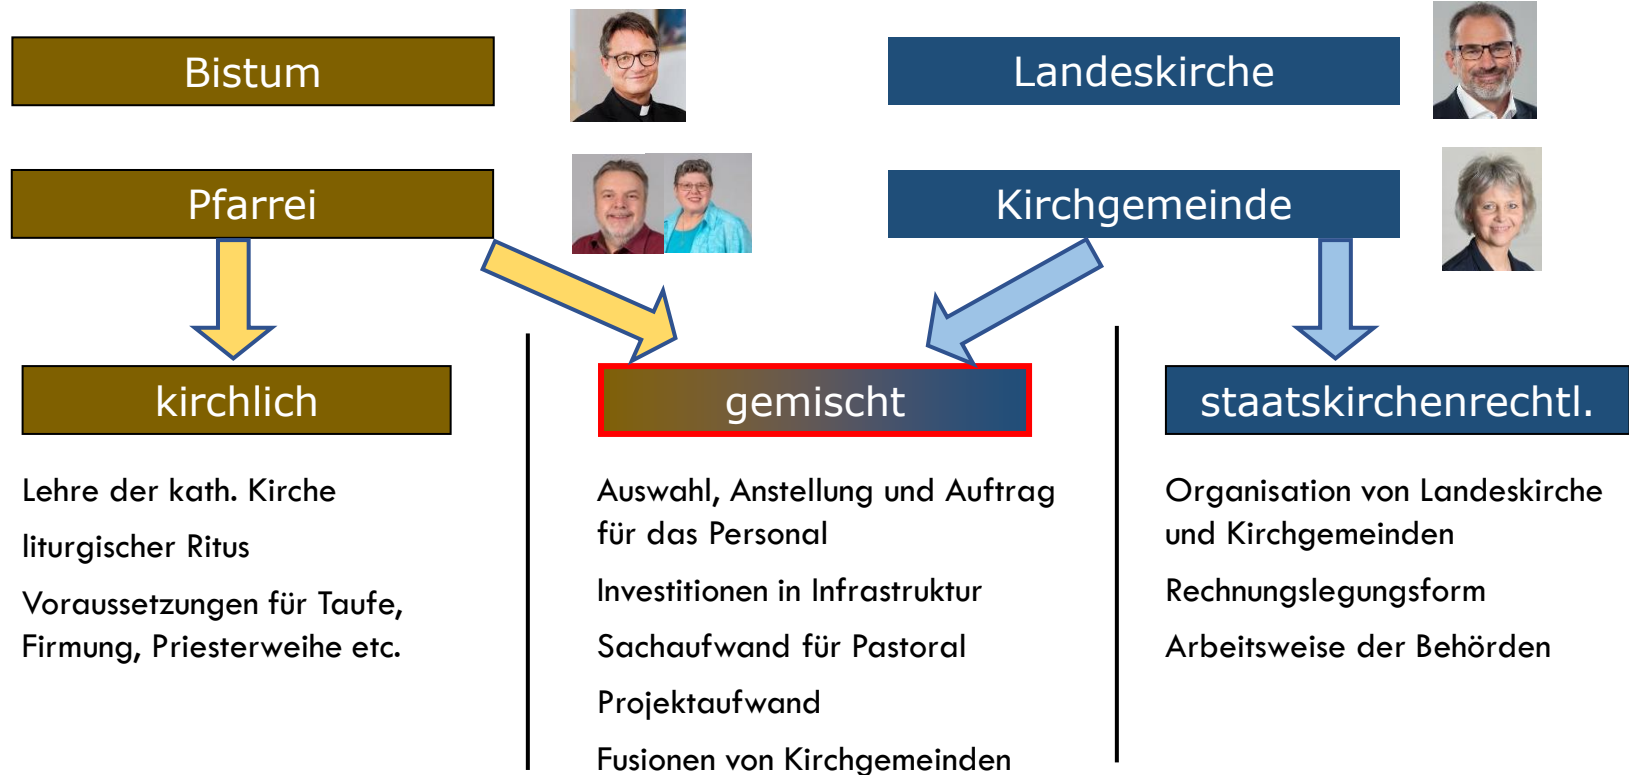 Bistum
Landeskirche
Pfarrei
Kirchgemeinde
kirchlich
gemischt
staatskirchenrechtl.
Lehre der kath. Kirche
liturgischer Ritus
Voraussetzungen für Taufe,
Firmung, Priesterweihe etc.
Auswahl, Anstellung und Auftrag
für das Personal
Investitionen in Infrastruktur
Sachaufwand für Pastoral
Projektaufwand
Fusionen von Kirchgemeinden
Organisation von Landeskirche
und Kirchgemeinden
Rechnungslegungsform
Arbeitsweise der Behörden